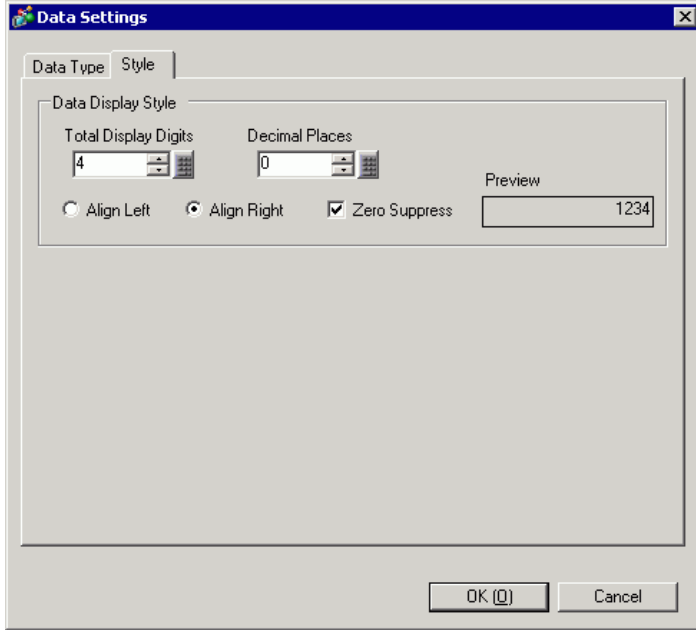 Data Settings
Data Type Style
Data Display Style
Total Display Digits Decimal Places
4 0
Preview
Align Left Align Right Zero Suppress 1234
OK (O) Cancel